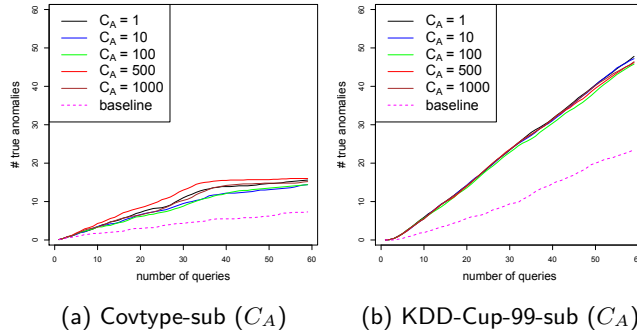 # true anomalies
60
50
40
30
20
10
0
C_A = 1
C_A = 10
C_A = 100
C_A = 500
C_A = 1000
baseline
0 10 20 30 40 50 60
number of queries
(a) Covtype-sub (C_A)
# true anomalies
60
50
40
30
20
10
0
C_A = 1
C_A = 10
C_A = 100
C_A = 500
C_A = 1000
baseline
0 10 20 30 40 50 6
number of queries
(b) KDD-Cup-99-sub (C_A)